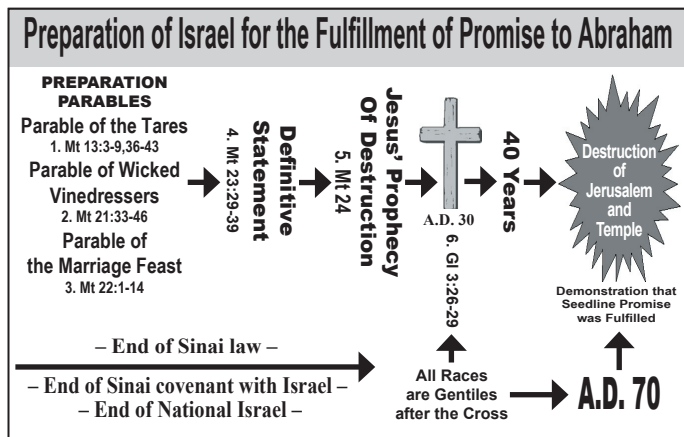 Preparation of Israel for the Fulfillment of Promise to Abraham
PREPARATION
PARABLES
Parable of the Tares
1. Mt 13:3-9,36-43
Parable of Wicked
Vinedressers
2. Mt 21:33-46
Parable of
the Marriage Feast
3. Mt 22:1-14
Definitive
Statement
4. Mt 23:29-39
Jesus’ Prophecy
Of Destruction
5. Mt 24
A.D. 30
6. Gl 3:26-29
40 Years
Destruction
of
Jerusalem
and
Temple
Demonstration that
Seedline Promise
was Fulfilled
– End of Sinai law –
– End of Sinai covenant with Israel –
– End of National Israel –
All Races
are Gentiles
after the Cross
A.D. 70